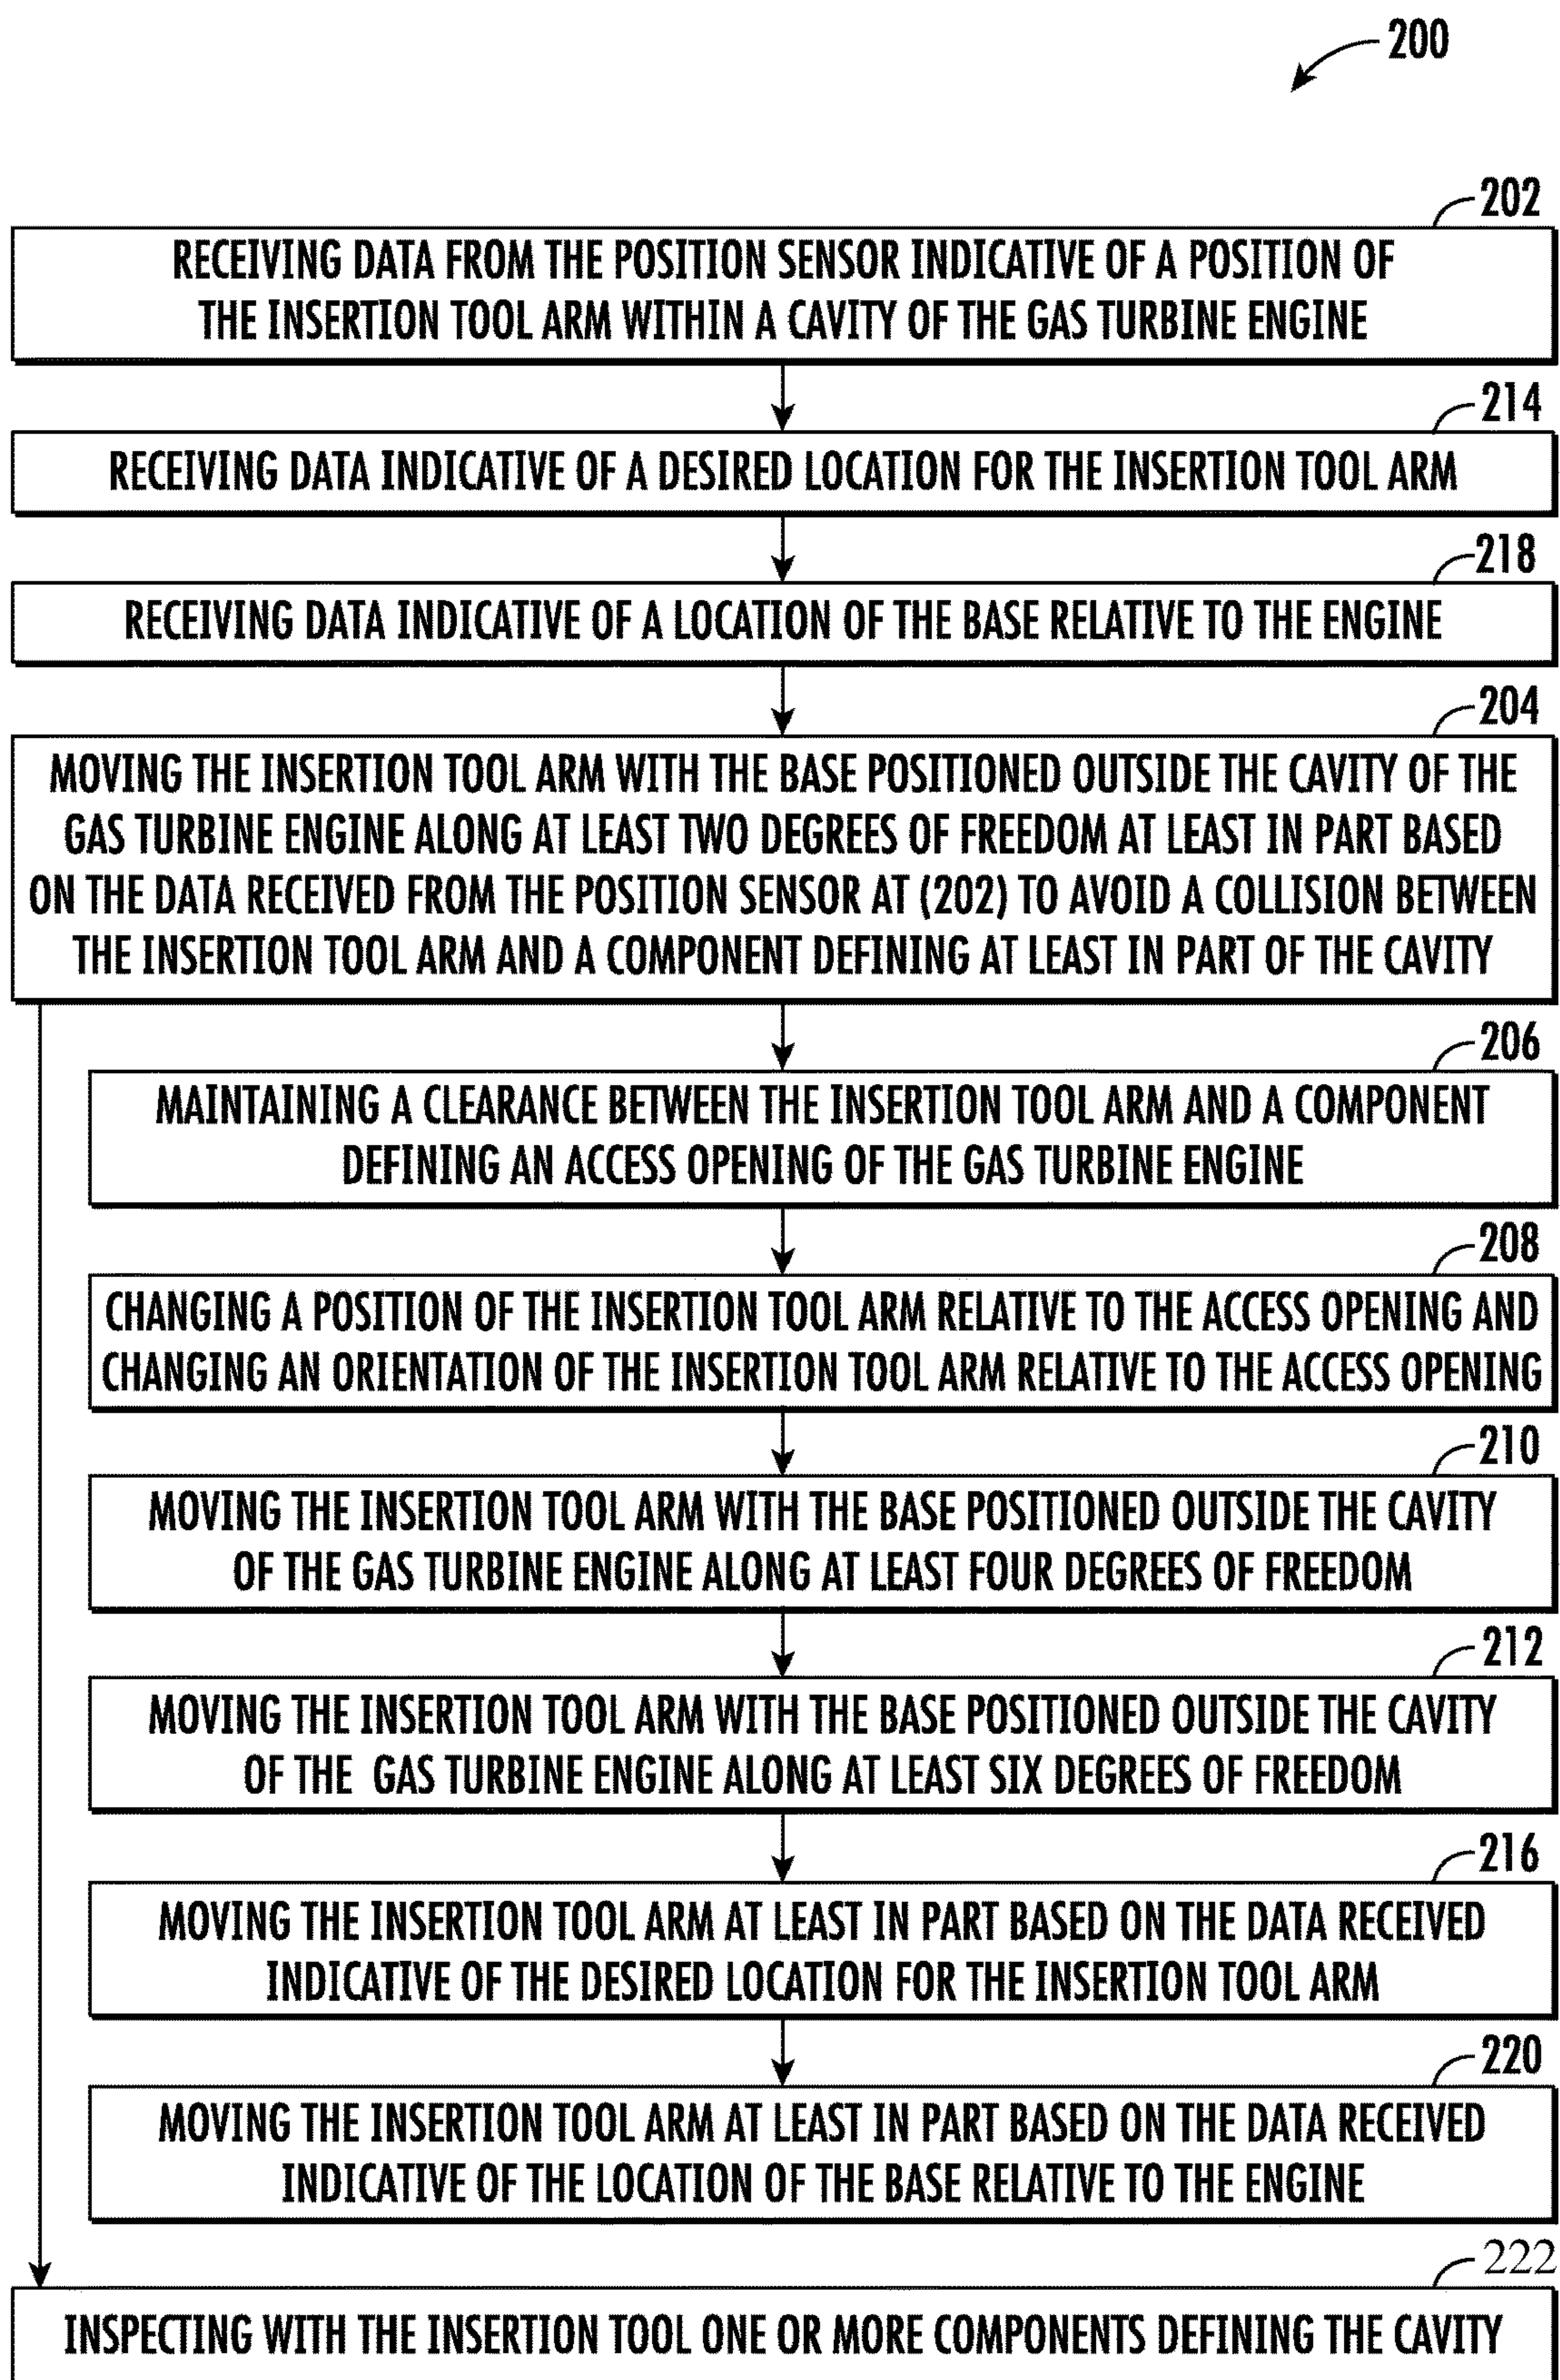 200
202
RECEIVING DATA FROM THE POSITION SENSOR INDICATIVE OF A POSITION OF
THE INSERTION TOOL ARM WITHIN A CAVITY OF THE GAS TURBINE ENGINE
214
RECEIVING DATA INDICATIVE OF A DESIRED LOCATION FOR THE INSERTION TOOL ARM
218
RECEIVING DATA INDICATIVE OF A LOCATION OF THE BASE RELATIVE TO THE ENGINE
204
MOVING THE INSERTION TOOL ARM WITH THE BASE POSITIONED OUTSIDE THE CAVITY OF THE
GAS TURBINE ENGINE ALONG AT LEAST TWO DEGREES OF FREEDOM AT LEAST IN PART BASED
ON THE DATA RECEIVED FROM THE POSITION SENSOR AT (202) TO AVOID A COLLISION BETWEEN
THE INSERTION TOOL ARM AND A COMPONENT DEFINING AT LEAST IN PART OF THE CAVITY
206
MAINTAINING A CLEARANCE BETWEEN THE INSERTION TOOL ARM AND A COMPONENT
DEFINING AN ACCESS OPENING OF THE GAS TURBINE ENGINE
208
CHANGING A POSITION OF THE INSERTION TOOL ARM RELATIVE TO THE ACCESS OPENING AND
CHANGING AN ORIENTATION OF THE INSERTION TOOL ARM RELATIVE TO THE ACCESS OPENING
210
MOVING THE INSERTION TOOL ARM WITH THE BASE POSITIONED OUTSIDE THE CAVITY
OF THE GAS TURBINE ENGINE ALONG AT LEAST FOUR DEGREES OF FREEDOM
212
MOVING THE INSERTION TOOL ARM WITH THE BASE POSITIONED OUTSIDE THE CAVITY
OF THE GAS TURBINE ENGINE ALONG AT LEAST SIX DEGREES OF FREEDOM
216
MOVING THE INSERTION TOOL ARM AT LEAST IN PART BASED ON THE DATA RECEIVED
INDICATIVE OF THE DESIRED LOCATION FOR THE INSERTION TOOL ARM
220
MOVING THE INSERTION TOOL ARM AT LEAST IN PART BASED ON THE DATA RECEIVED
INDICATIVE OF THE LOCATION OF THE BASE RELATIVE TO THE ENGINE
222
INSPECTING WITH THE INSERTION TOOL ONE OR MORE COMPONENTS DEFINING THE CAVITY